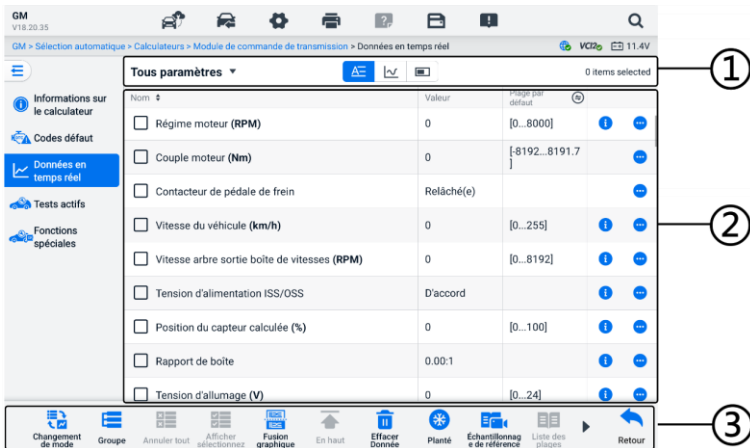 GM
V18.20.35
GM > Sélection automatique > Calculateurs > Module de commande de transmission > Données en temps réel
VCI 11.4V
Tous paramètres ▼
0 items selected
①
Informations sur
le calculateur
Codes défaut
Données en
temps réel
Tests actifs
Fonctions
spéciales
Nom Valeur Plage par
défaut
Régime moteur (RPM) 0 [0...8000]
Couple moteur (Nm) 0 [-8192...8191.7
]
Contacteur de pédale de frein Relâché(e)
Vitesse du véhicule (km/h) 0 [0...255]
②
Vitesse arbre sortie boîte de vitesses (RPM) 0 [0...8192]
Tension d'alimentation ISS/OSS D'accord
Position du capteur calculée (%) 0 [0...100]
Rapport de boîte 0.00:1
Tension d'allumage (V) 0 [0...24]
Changement
de mode
Groupe
Annuler tout
Afficher
sélectionnez
Fusion
graphique
En haut
Effacer
Donnée
Planté
Échantillonnag
e de référence
Liste des
plages
Retour
③